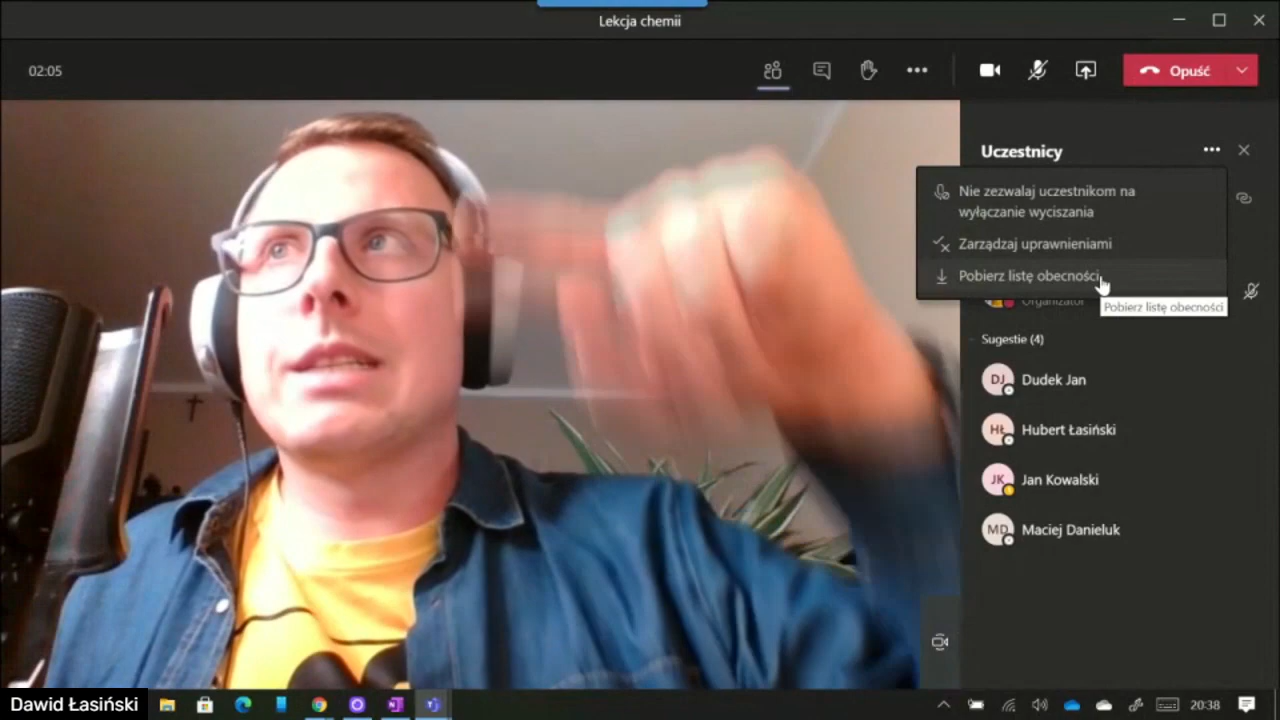 Lekcja chemii
02:05
Opuść
Uczestnicy
Nie zezwalaj uczestnikom na
wyłączanie wyciszania
Zarządzaj uprawnieniami
Pobierz listę obecności
Organizator
Pobierz listę obecności
Sugestie (4)
DJ Dudek Jan
HŁ Hubert Łasiński
JK Jan Kowalski
MD Maciej Danieluk
Dawid Łasiński
20:38